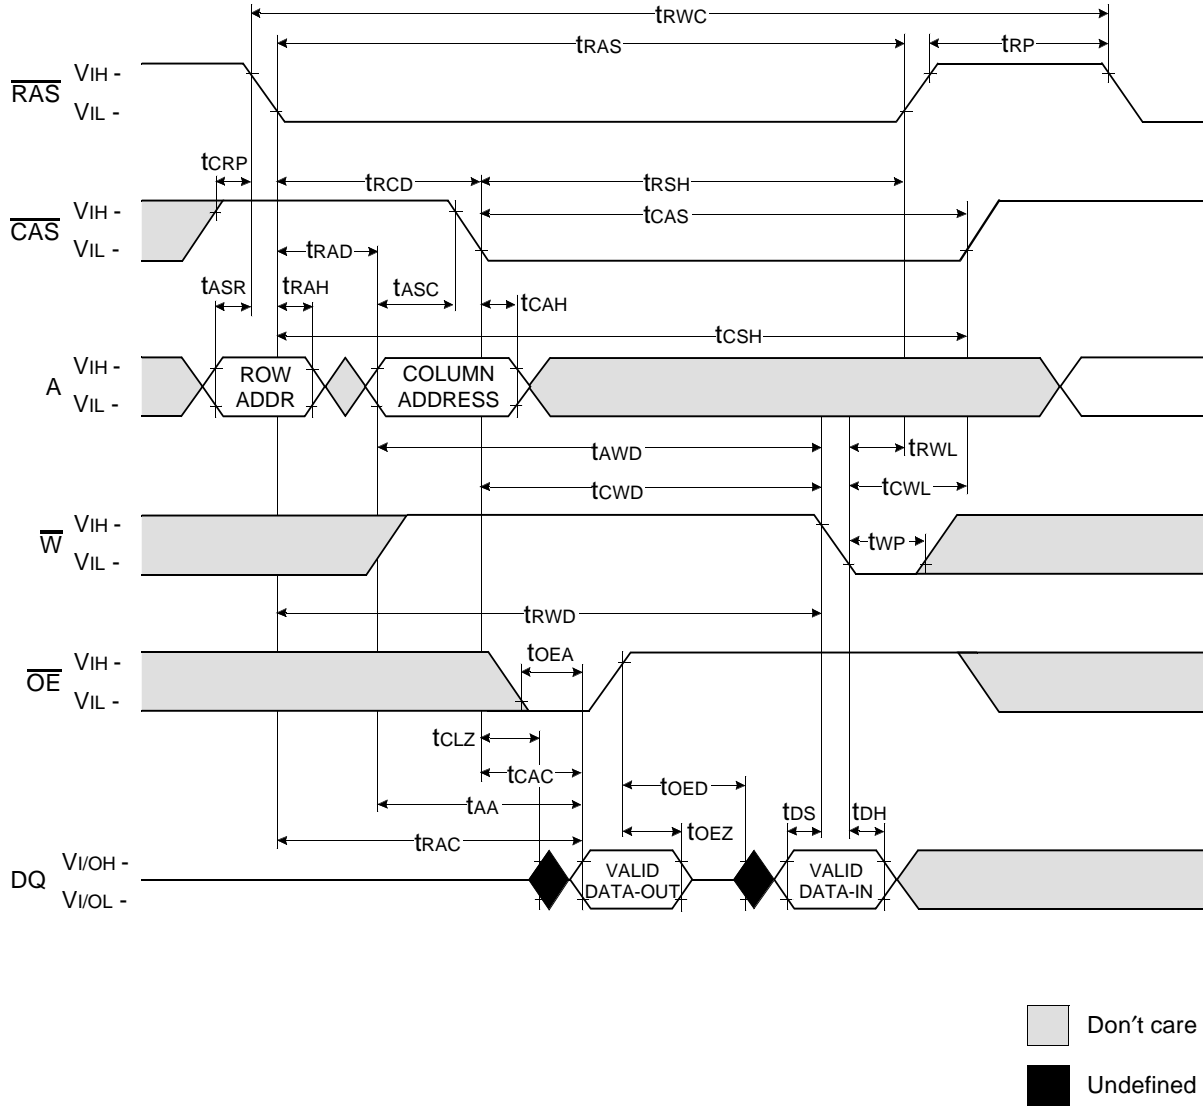 tRWC
tRAS
tRP
RAS
VIH -
VIL -
tCRP
tRCD
tRSH
CAS
VIH -
VIL -
tCAS
tRAD
tASR
tRAH
tASC
tCAH
tCSH
A
VIH -
VIL -
ROW
ADDR
COLUMN
ADDRESS
tAWD
tRWL
tCWD
tCWL
W
VIH -
VIL -
tWP
tRWD
OE
VIH -
VIL -
tOEA
tCLZ
tCAC
tOED
tAA
tDS
tDH
tOEZ
tRAC
DQ
VI/OH -
VI/OL -
VALID
DATA-OUT
VALID
DATA-IN
Don′t care
Undefined